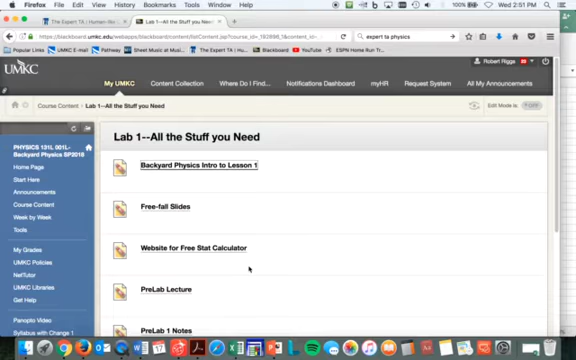 Firefox File Edit View History Bookmarks Tools Window Help
Wed 2:51 PM
The Expert TA | Human-like
Lab 1--All the Stuff you Need
expert ta physics
Popular Links UMKC E-mail Pathway Sheet Music at Music... The Expert TA | Hu... Blackboard YouTube ESPN Home Run Tr...
Robert Riggs
UMKC
My UMKC Content Collection Where Do I Find... Notifications Dashboard myHR Request System All My Announcements
Course Content Lab 1--All the Stuff you Need
Edit Mode is:
PHYSICS 131L 001L-
Backyard Physics SP2018
Home Page
Start Here
Announcements
Course Content
Week by Week
Tools
My Grades
UMKC Policies
NetTutor
UMKC Libraries
Get Help
Panopto Video
Syllabus with Change 1
Lab 1--All the Stuff you Need
Backyard Physics Intro to Lesson 1
Free-fall Slides
Website for Free Stat Calculator
PreLab Lecture
PreLab 1 Notes